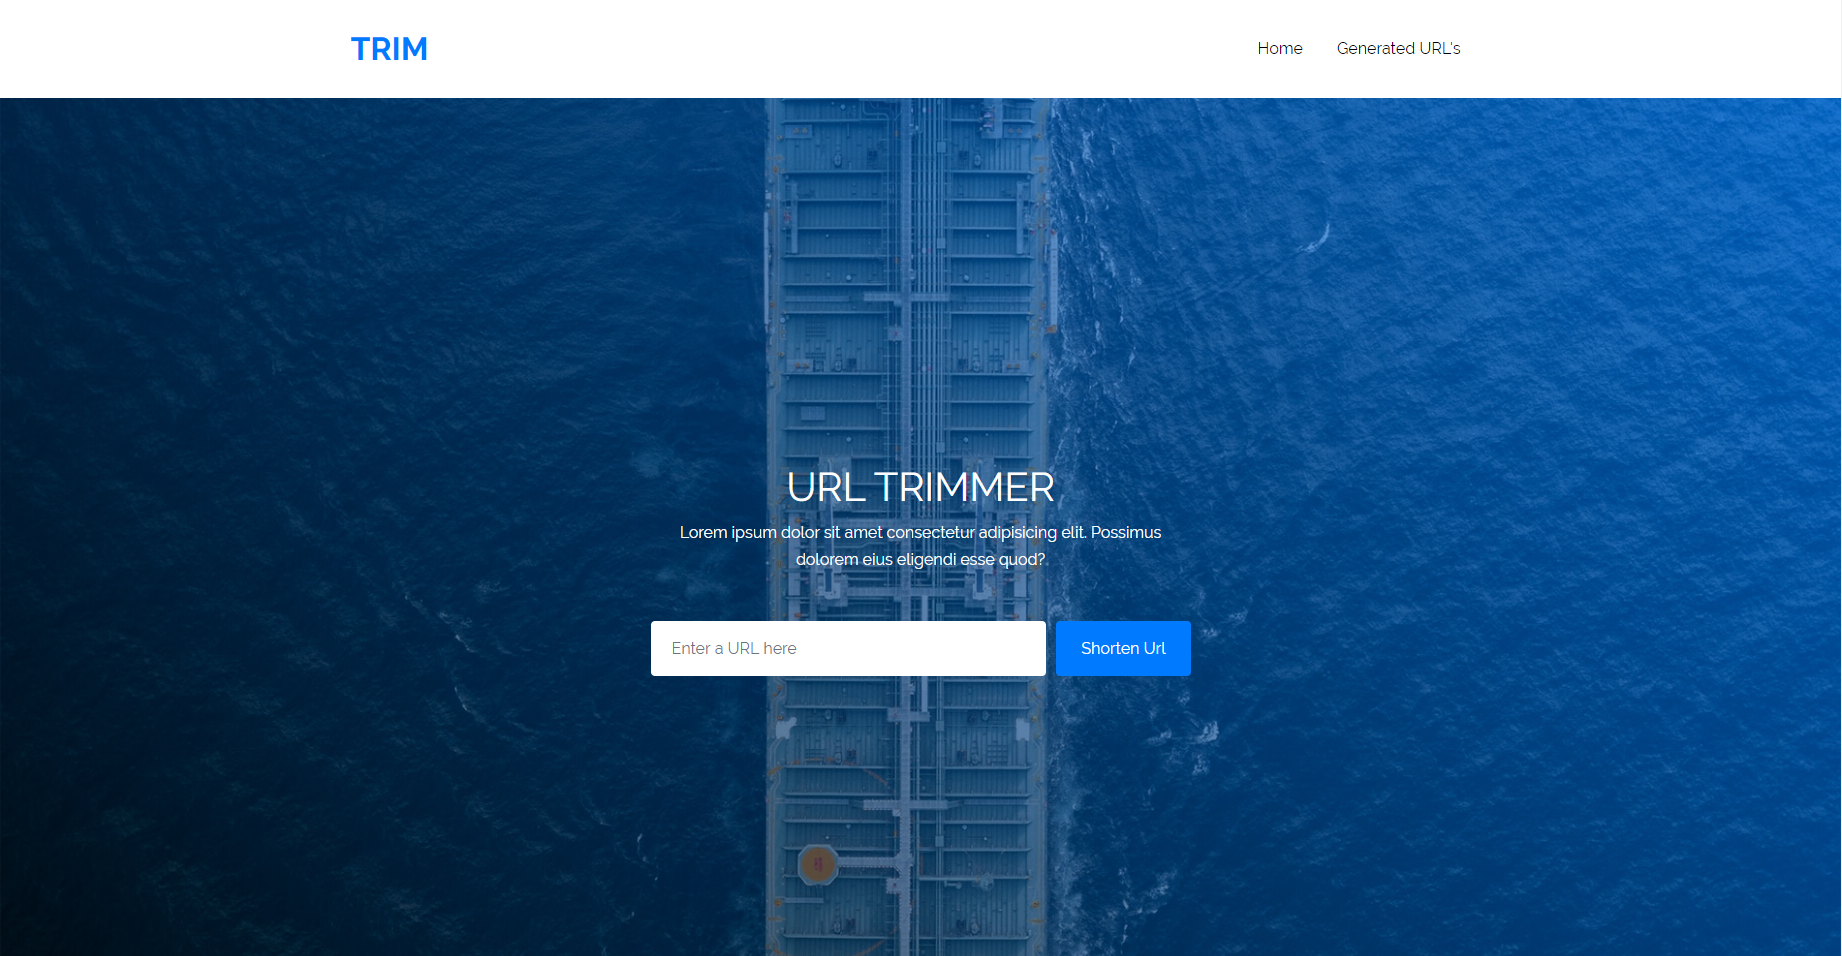 TRIM
Home
Generated URL's
URL TRIMMER
Lorem ipsum dolor sit amet consectetur adipisicing elit. Possimus
dolorem eius eligendi esse quod?
Enter a URL here
Shorten Url